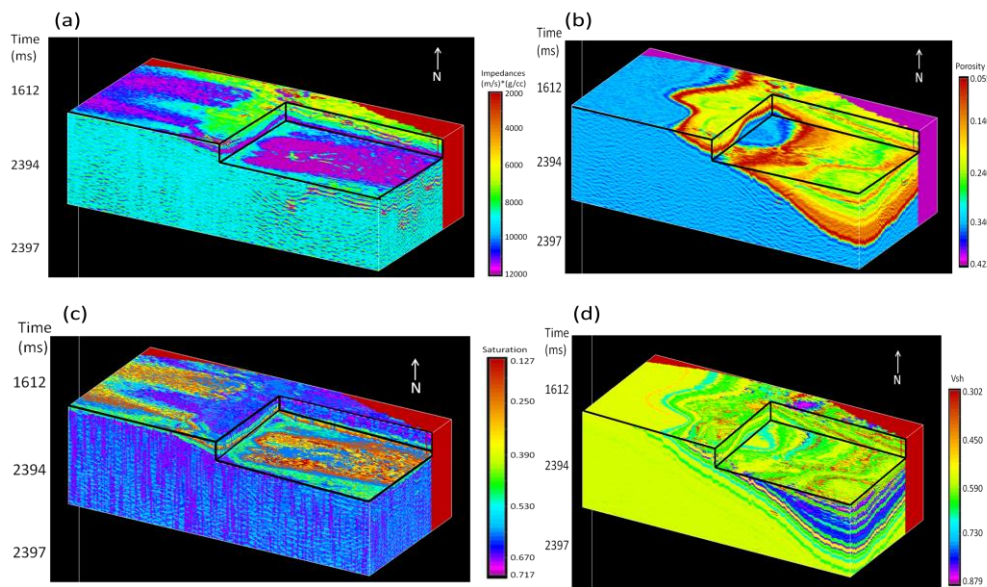 (a)
Time
(ms)
1612
2394
2397
N
Impedances
(m/s)*(g/cc)
2000
4000
6000
8000
10000
12000
(b)
Time
(ms)
1612
2394
2397
N
Porosity
0.05
0.14
0.24
0.34
0.42
(c)
Time
(ms)
1612
2394
2397
N
Saturation
0.127
0.250
0.390
0.530
0.670
0.717
(d)
Time
(ms)
1612
2394
2397
N
Vsh
0.302
0.450
0.590
0.730
0.879